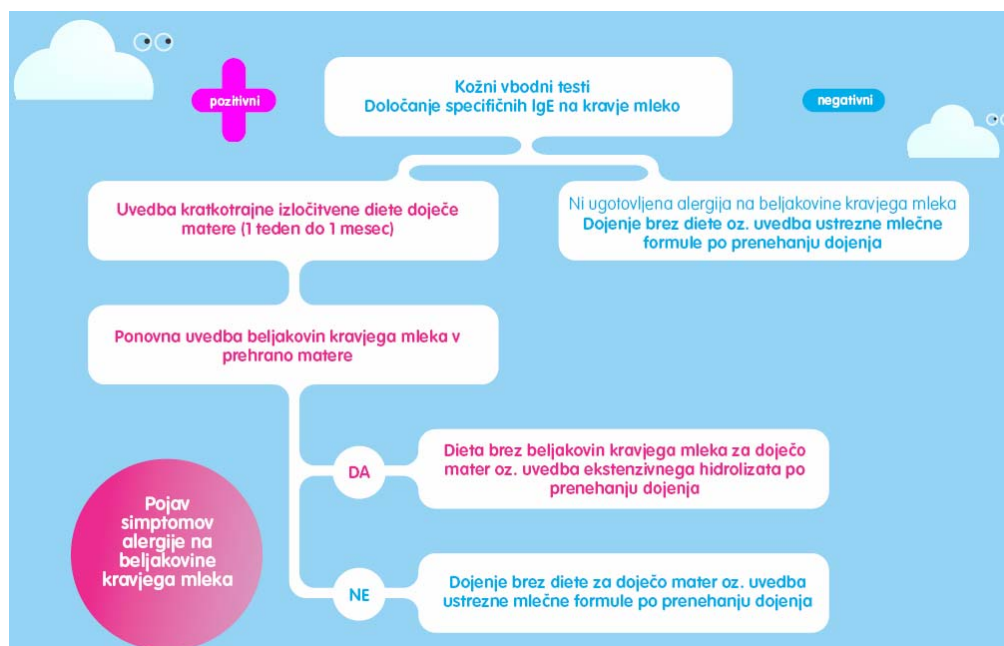 pozitivni
Kožni vbodni testi
Določanje specifičnih IgE na kravje mleko
negativni
Uvedba kratkotrajne izločitvene diete doječe
matere (1 teden do 1 mesec)
Ni ugotovljena alergija na beljakovine kravjega mleka
Dojenje brez diete oz. uvedba ustrezne mlečne
formule po prenehanju dojenja
Ponovna uvedba beljakovin kravjega mleka v
prehrano matere
DA
Dieta brez beljakovin kravjega mleka za doječo
mater oz. uvedba ekstenzivnega hidrolizata po
prenehanju dojenja
Pojav
simptomov
alergije na
beljakovine
kravjega mleka
NE
Dojenje brez diete za doječo mater oz. uvedba
ustrezne mlečne formule po prenehanju dojenja